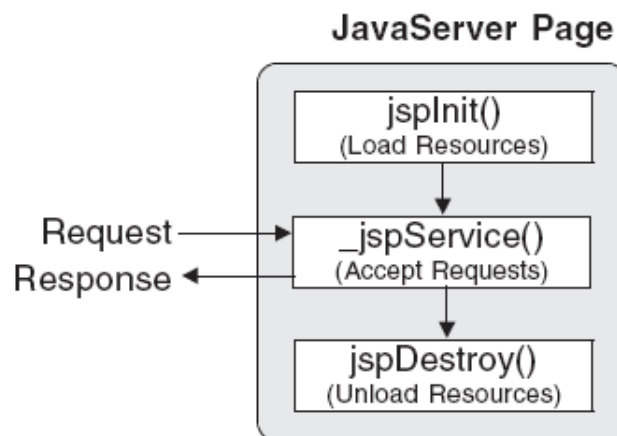 JavaServer Page
jspInit()
(Load Resources)
Request
_jspService()
Response
(Accept Requests)
jspDestroy()
(Unload Resources)